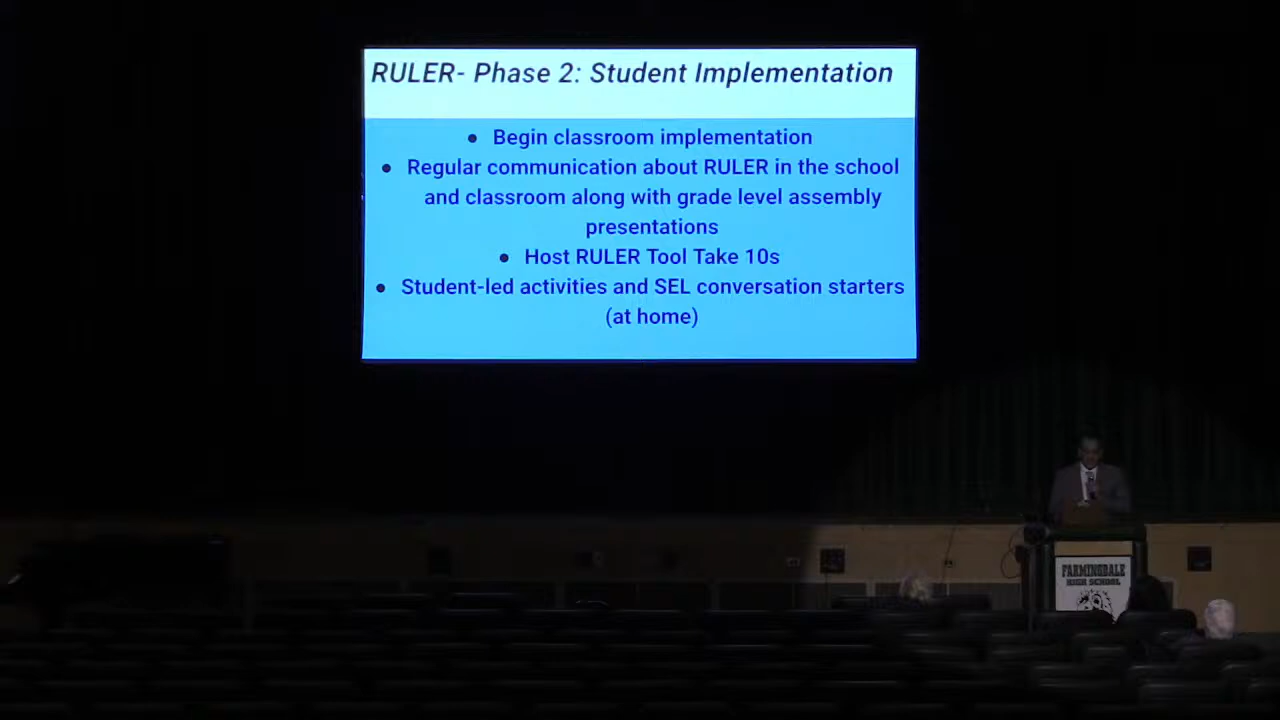 RULER- Phase 2: Student Implementation
● Begin classroom implementation
● Regular communication about RULER in the school
and classroom along with grade level assembly
presentations
● Host RULER Tool Take 10s
● Student-led activities and SEL conversation starters
(at home)
FARMINGDALE
HIGH SCHOOL